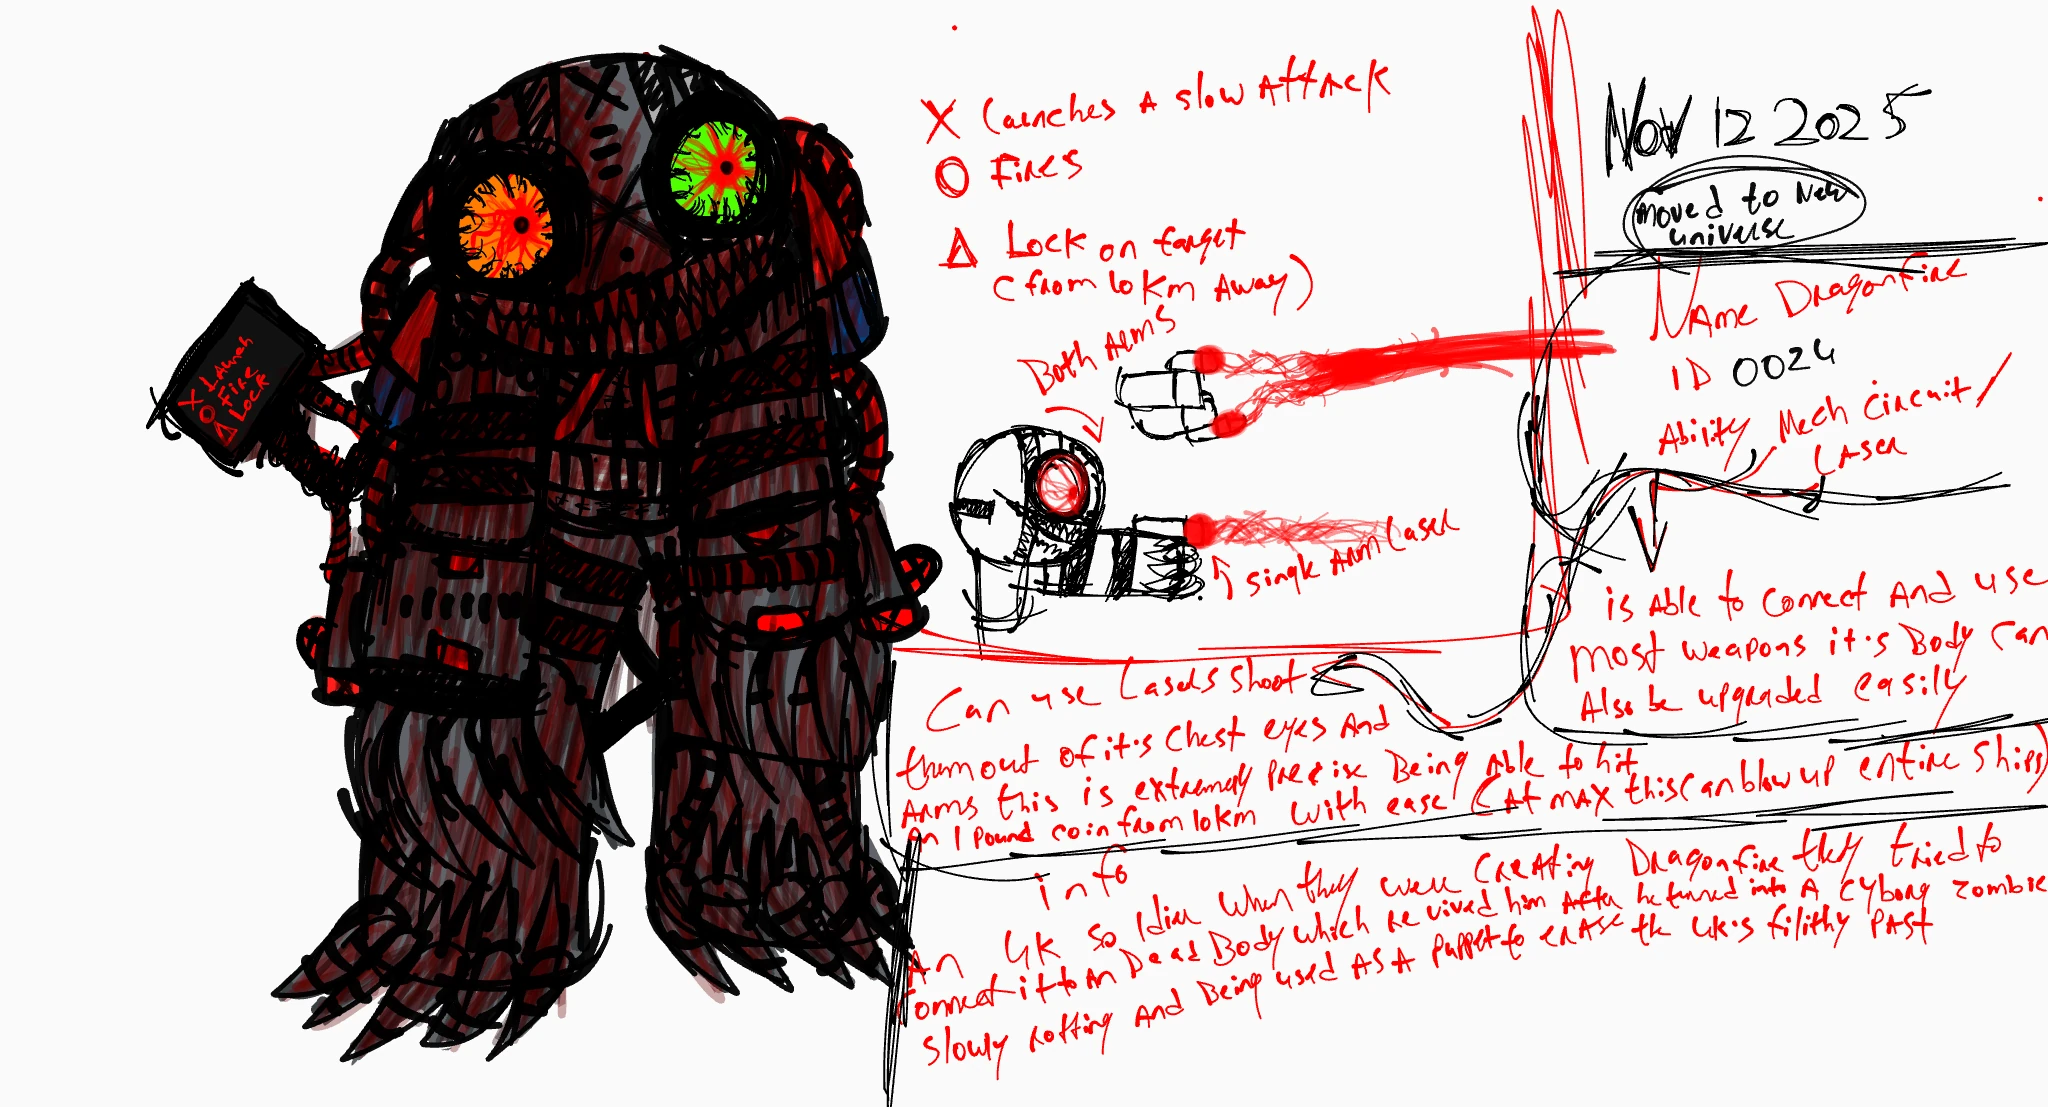 X Launch
O Fire
Δ Lock
X Launches A slow Attack
O Fires
Δ Lock on target
(from 10Km Away)
Both Arms
single Arm Laser
Nov 12 2025
moved to New
universe
Name Dragonfire
ID 0024
Ability Mech Circuit/
Laser
is Able to connect And use
most weapons it's Body can
Also be upgraded easily
Can use Lasers shoot
them out of it's chest eyes And
Arms this is extremely precise Being Able to hit
An 1 Pound coin from 10km With ease (At max this can blow up entire ships)
info
An UK soldier When they were creating Dragonfire they tried to
connect it to An Dead Body which revived him After he turned into A cyborg zombie
slowly rotting And Being used As A puppet to erase the UK's filithy past